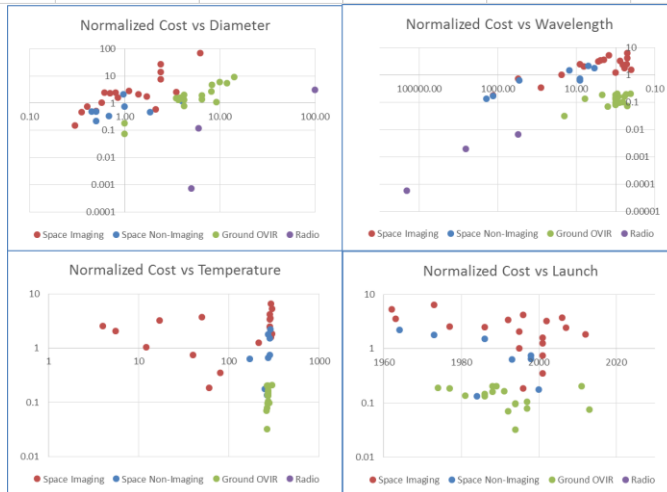 Normalized Cost vs Diameter
100
10
1
0.10 1.00 10.00 100.00
0.1
0.01
0.001
0.0001
Space Imaging Space Non-Imaging Ground OVIR Radio
Normalized Cost vs Wavelength
10
1
100000.00 1000.00 10.00 0.10
0.1
0.01
0.001
0.0001
0.00001
Space Imaging Space Non-Imaging Ground OVIR Radio
Normalized Cost vs Temperature
10
1
1 10 100 1000
0.1
0.01
Space Imaging Space Non-Imaging Ground OVIR
Normalized Cost vs Launch
10
1
1960 1980 2000 2020
0.1
0.01
Space Imaging Space Non-Imaging Ground OVIR